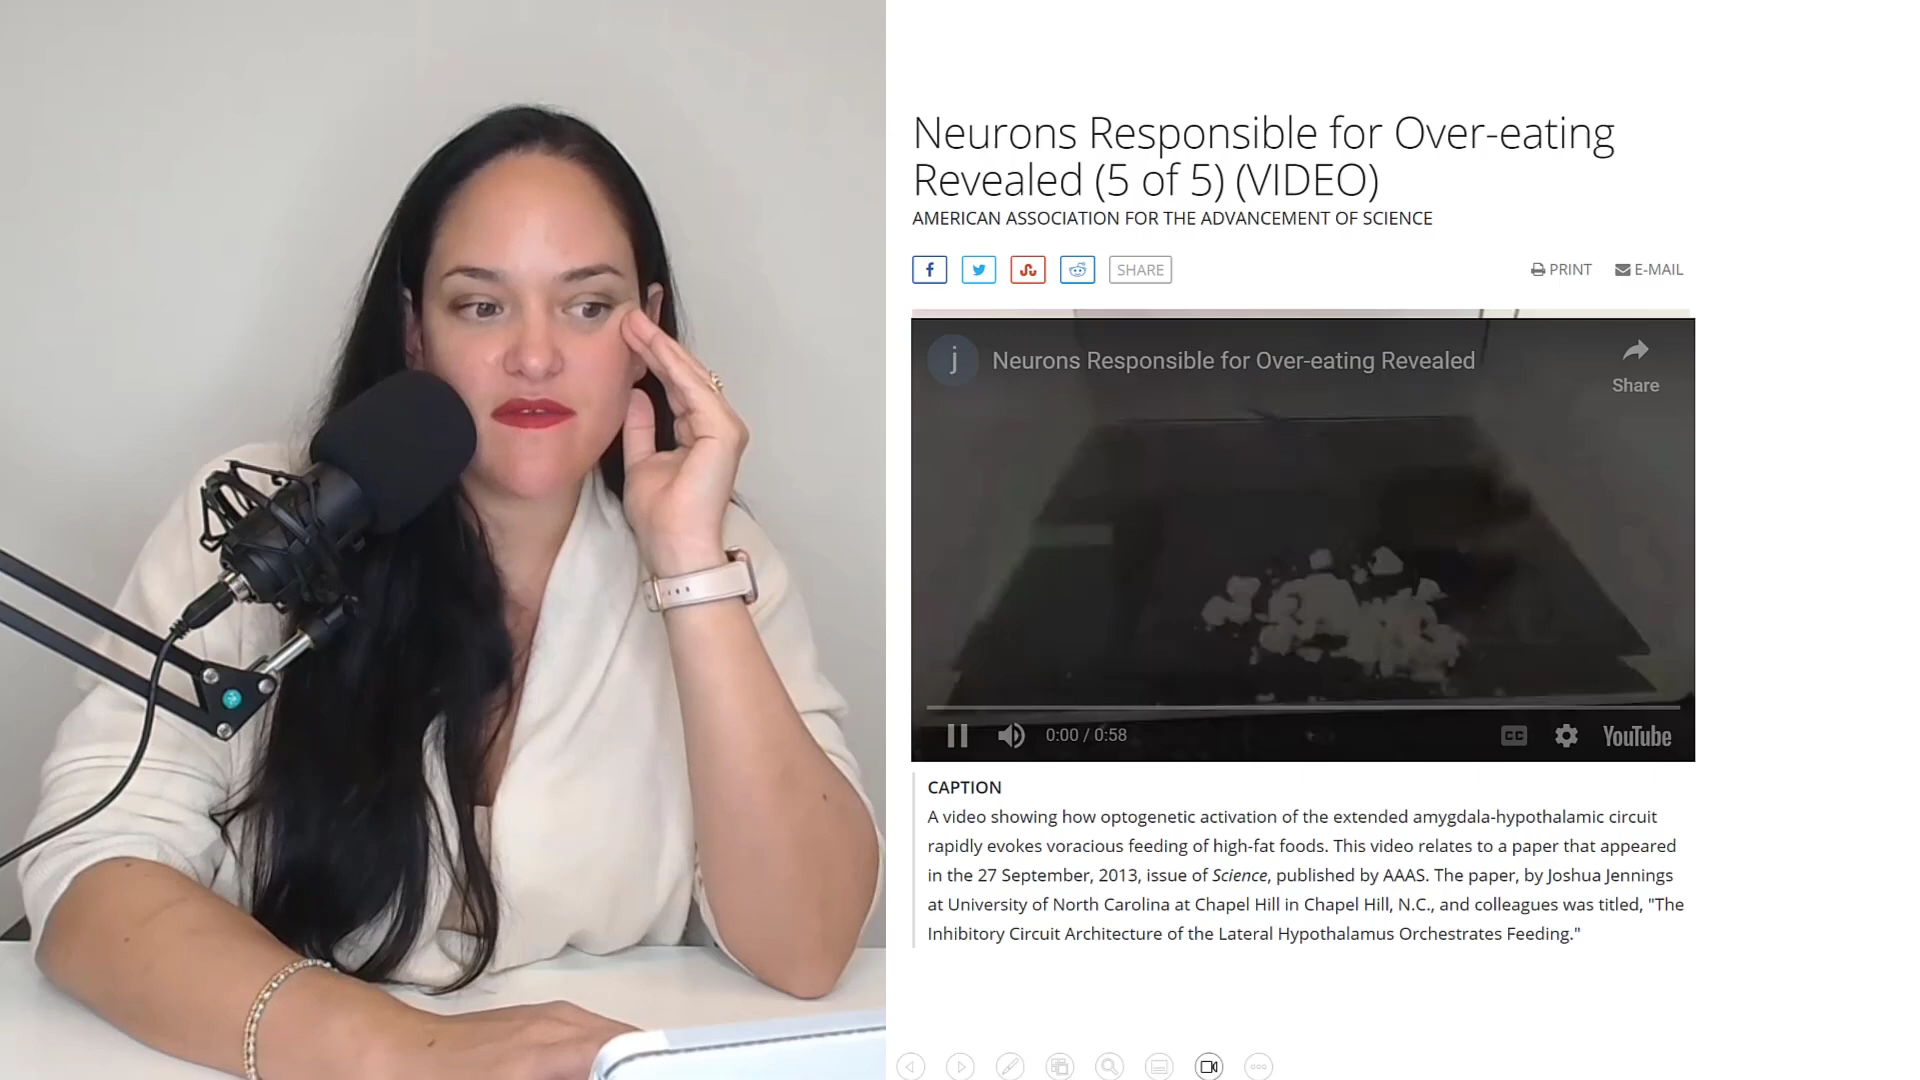 Neurons Responsible for Over-eating
Revealed (5 of 5) (VIDEO)
AMERICAN ASSOCIATION FOR THE ADVANCEMENT OF SCIENCE
SHARE
PRINT
E-MAIL
j
Neurons Responsible for Over-eating Revealed
Share
0:00 / 0:58
CC
YouTube
CAPTION
A video showing how optogenetic activation of the extended amygdala-hypothalamic circuit
rapidly evokes voracious feeding of high-fat foods. This video relates to a paper that appeared
in the 27 September, 2013, issue of Science, published by AAAS. The paper, by Joshua Jennings
at University of North Carolina at Chapel Hill in Chapel Hill, N.C., and colleagues was titled, "The
Inhibitory Circuit Architecture of the Lateral Hypothalamus Orchestrates Feeding."